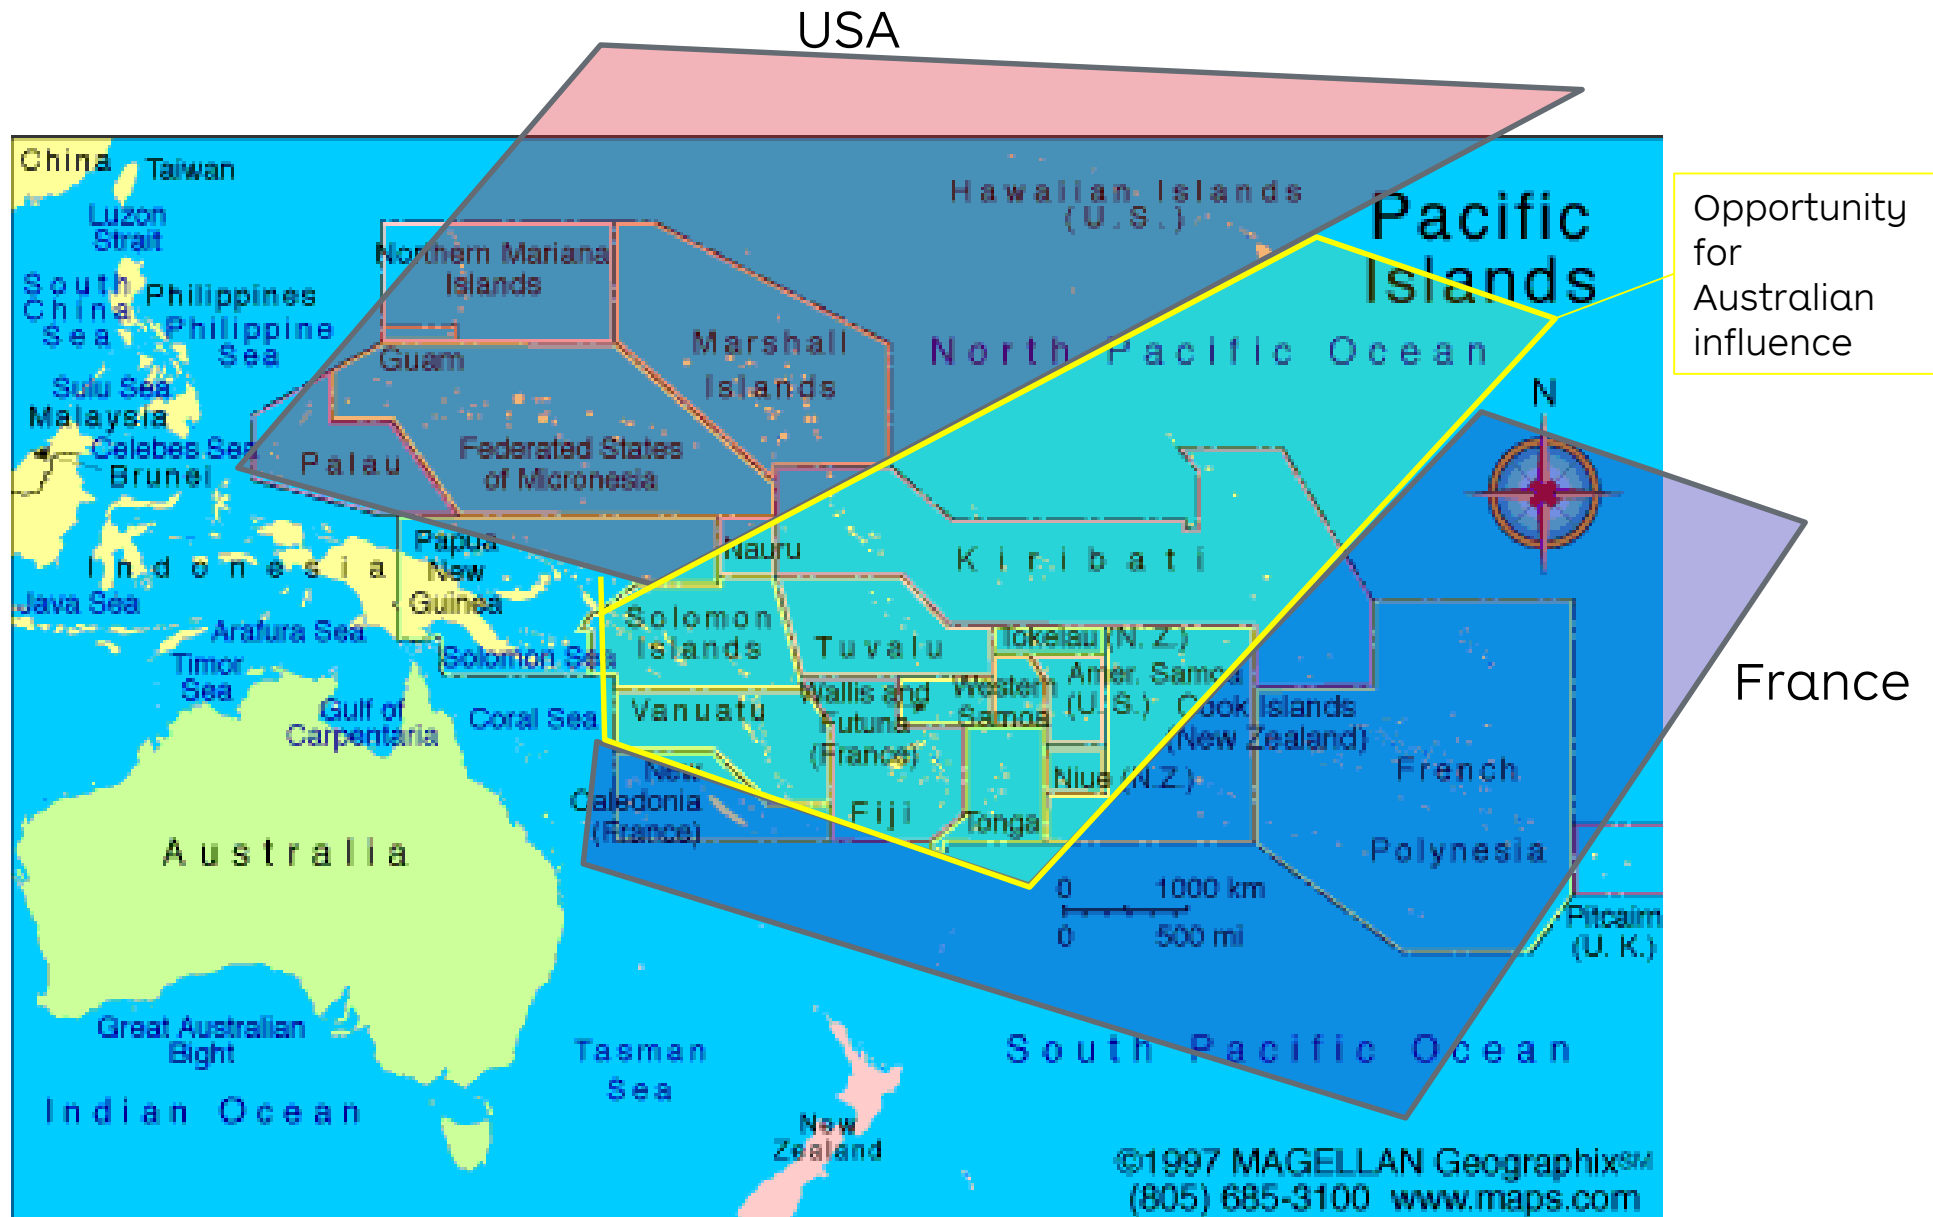 USA
China
Taiwan
Luzon
Strait
South
China
Sea
Philippines
Philippine
Sea
Sulu Sea
Malaysia
Celebes Sea
Brunei
Indonesia
Java Sea
Arafura Sea
Timor
Sea
Gulf of
Carpentaria
Papua
New
Guinea
Solomon Sea
Coral Sea
Northern Mariana
Islands
Guam
Palau
Federated States
of Micronesia
Marshall
Islands
Hawaiian Islands
(U.S.)
Pacific
Islands
North Pacific Ocean
Opportunity
for
Australian
influence
N
Nauru
Kiribati
Solomon
Islands
Tuvalu
Tokelau (N. Z.)
Vanuatu
Wallis and
Futuna
(France)
Western
Samoa
Amer. Samoa
(U. S.)
Cook Islands
(New Zealand)
New
Caledonia
(France)
Fiji
Tonga
Niue (N.Z.)
French
Polynesia
France
Pitcairn
(U. K.)
0 1000 km
0 500 mi
Australia
Great Australian
Bight
Indian Ocean
Tasman
Sea
New
Zealand
South Pacific Ocean
©1997 MAGELLAN Geographix℠
(805) 685-3100 www.maps.com